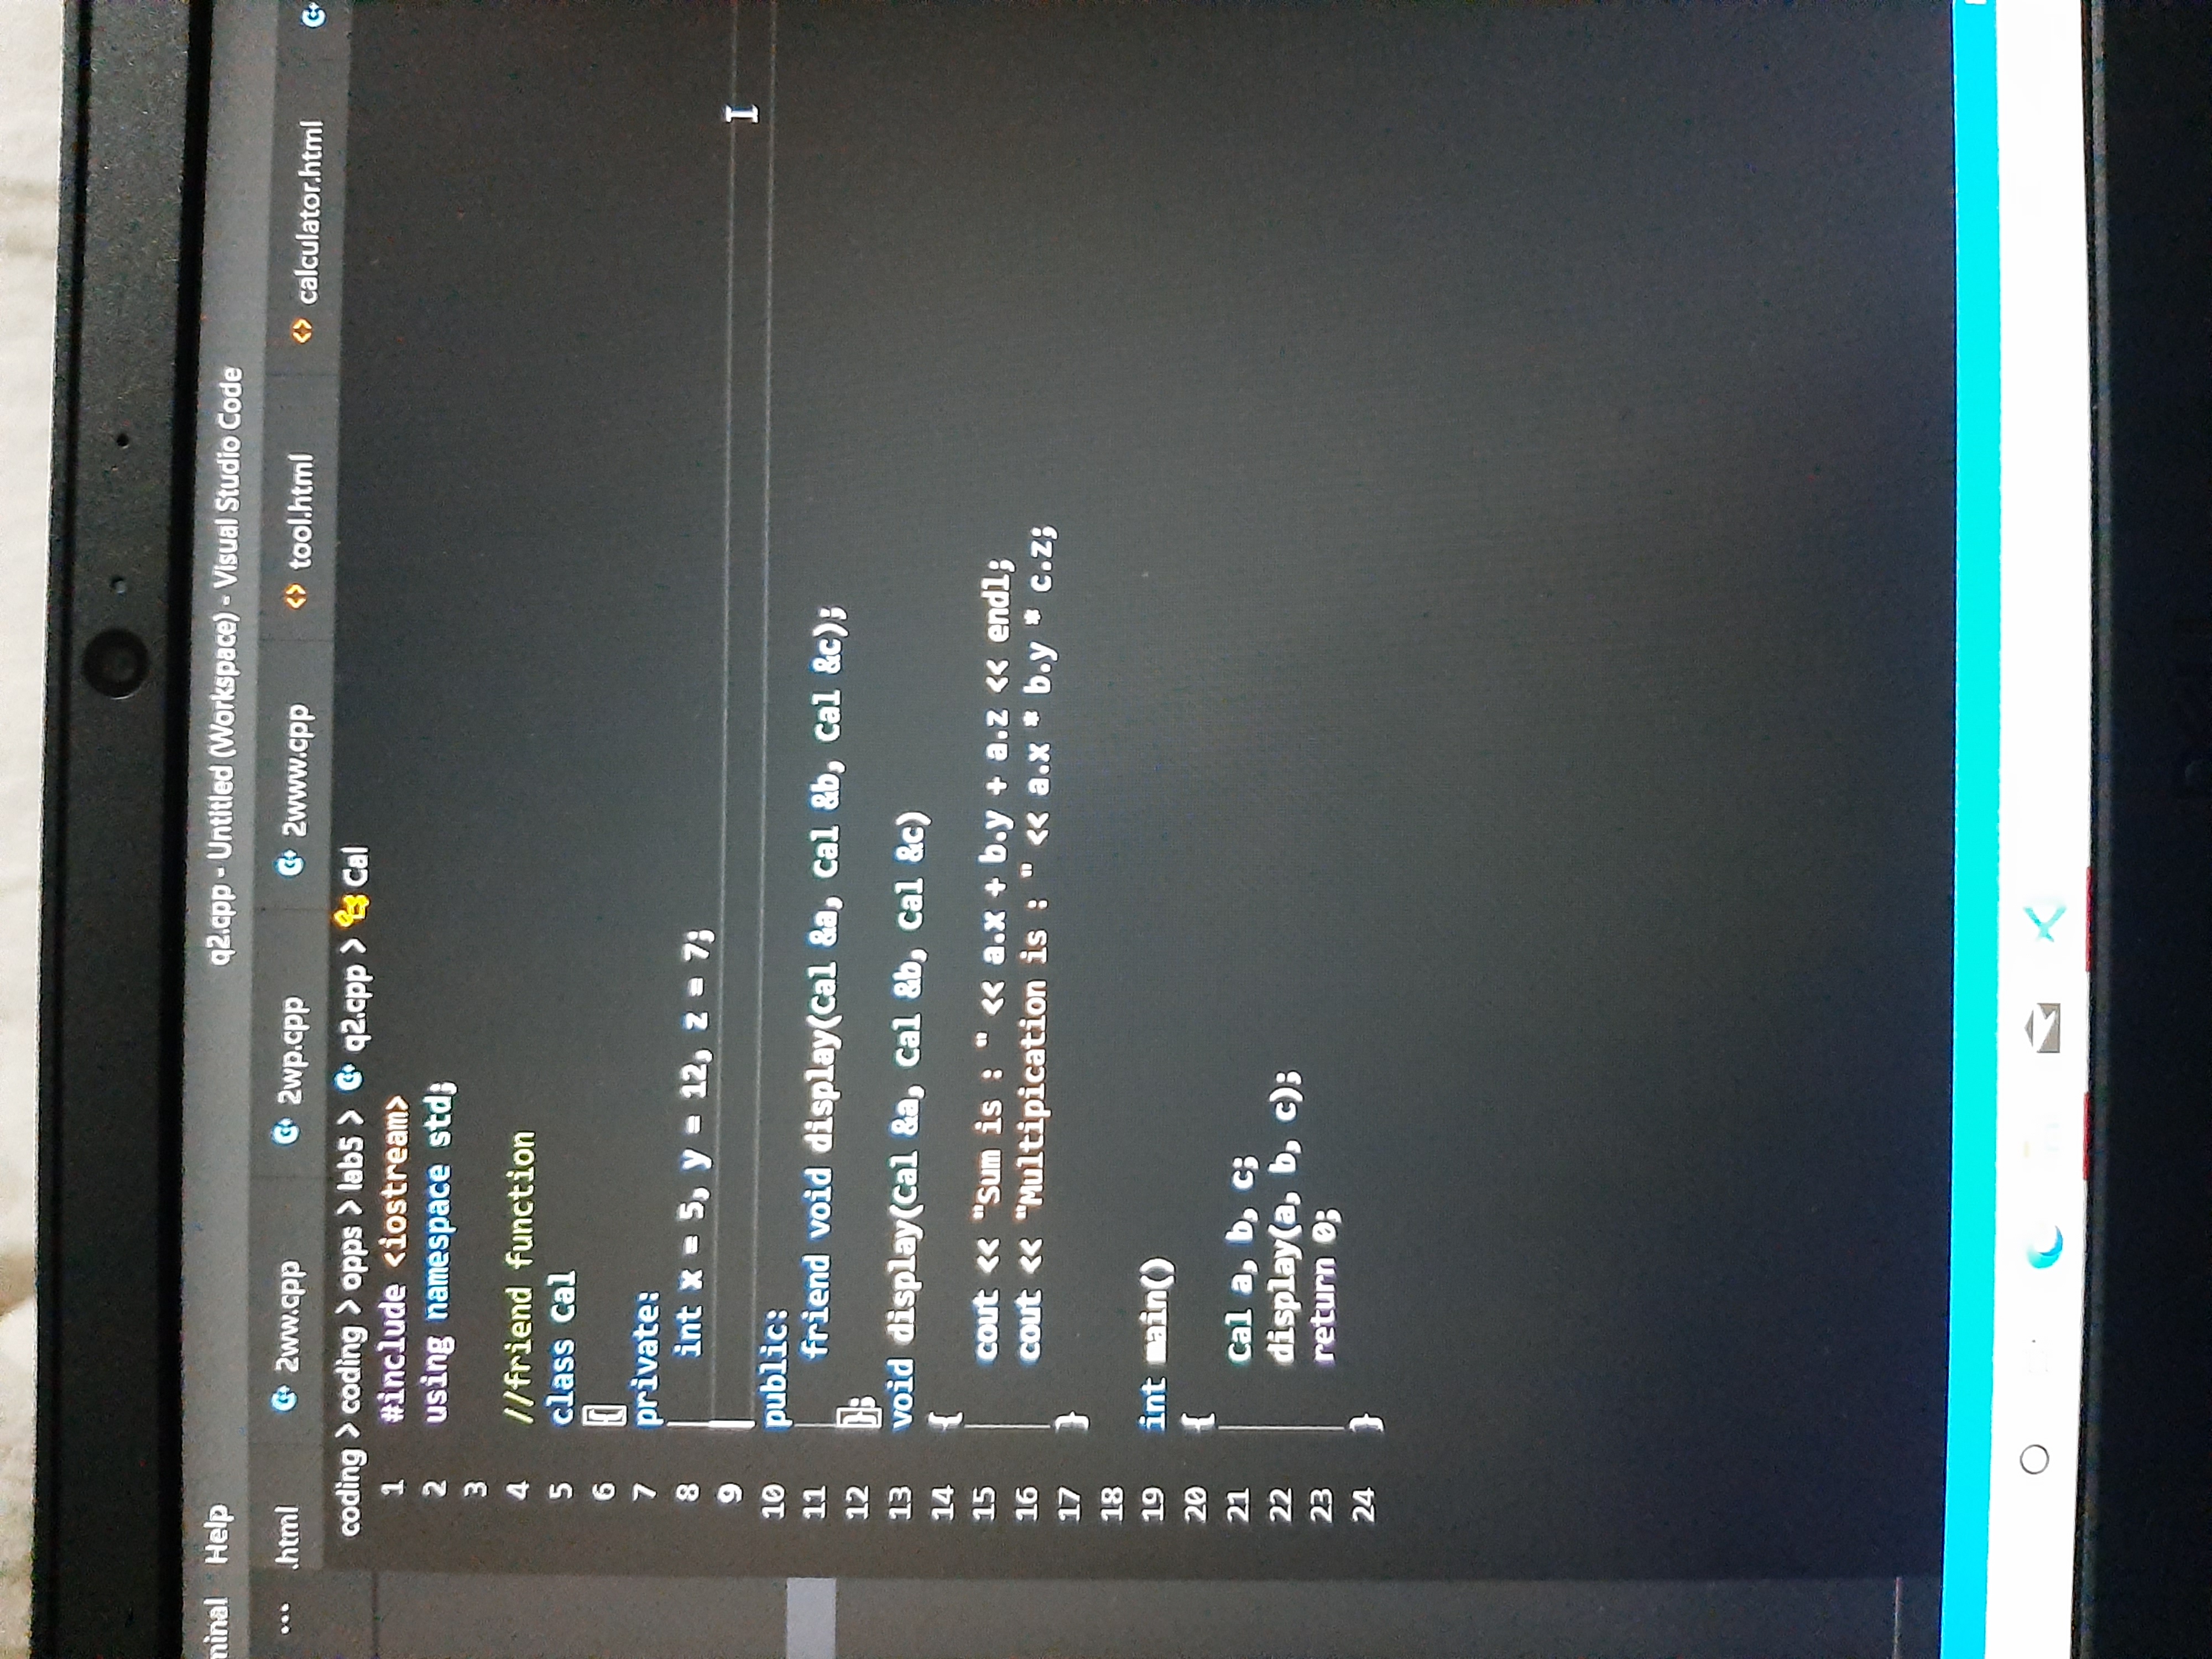 Help
q2.cpp - Untitled (Workspace) - Visual Studio Code
... .html 2ww.cpp 2wp.cpp 2www.cpp tool.html calculator.html
coding > coding > opps > lab5 > q2.cpp > Cal
1 #include <iostream>
2 using namespace std;
3
4 //friend function
5 class Cal
6 {
7 private:
8 int x = 5, y = 12, z = 7;
9
10 public:
11 friend void display(Cal &a, Cal &b, Cal &c);
12 };
13 void display(Cal &a, Cal &b, Cal &c)
14 {
15 cout << "Sum is : " << a.x + b.y + a.z << endl;
16 cout << "Multipication is : " << a.x * b.y * c.z;
17 }
18
19 int main()
20 {
21 Cal a, b, c;
22 display(a, b, c);
23 return 0;
24 }